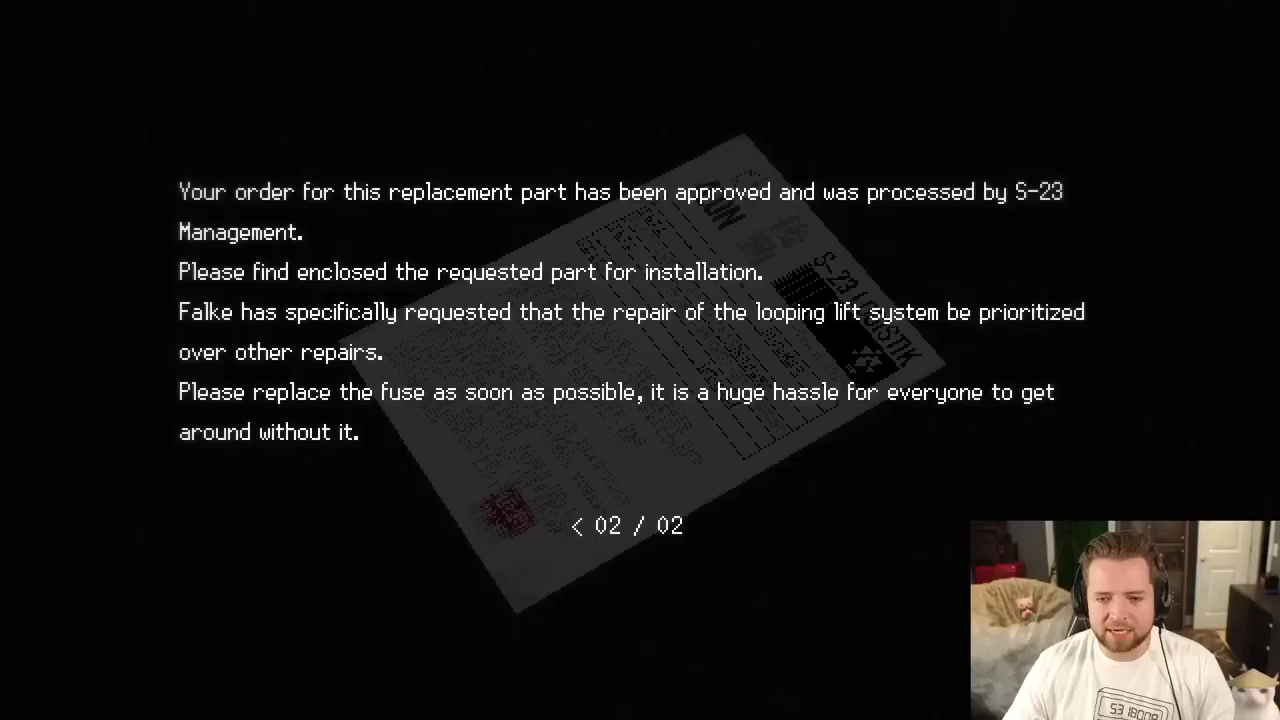 Your order for this replacement part has been approved and was processed by S-23
Management.
Please find enclosed the requested part for installation.
Falke has specifically requested that the repair of the looping lift system be prioritized
over other repairs.
Please replace the fuse as soon as possible, it is a huge hassle for everyone to get
around without it.
< 02 / 02
S-23 LOGISTIK